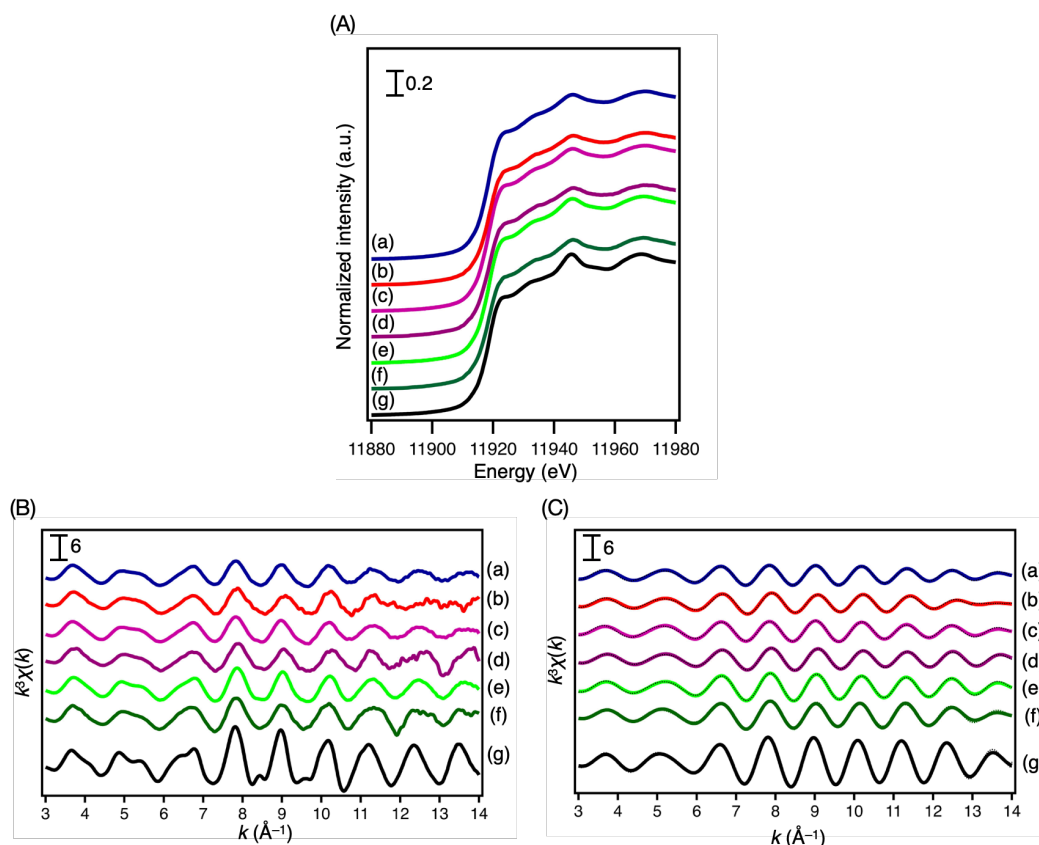 (A)
0.2
Normalized intensity (a.u.)
(a)
(b)
(c)
(d)
(e)
(f)
(g)
11880 11900 11920 11940 11960 11980
Energy (eV)
(B)
6
k³χ(k)
(a)
(b)
(c)
(d)
(e)
(f)
(g)
3 4 5 6 7 8 9 10 11 12 13 14
k (Å⁻¹)
(C)
6
k³χ(k)
(a)
(b)
(c)
(d)
(e)
(f)
(g)
3 4 5 6 7 8 9 10 11 12 13 14
k (Å⁻¹)